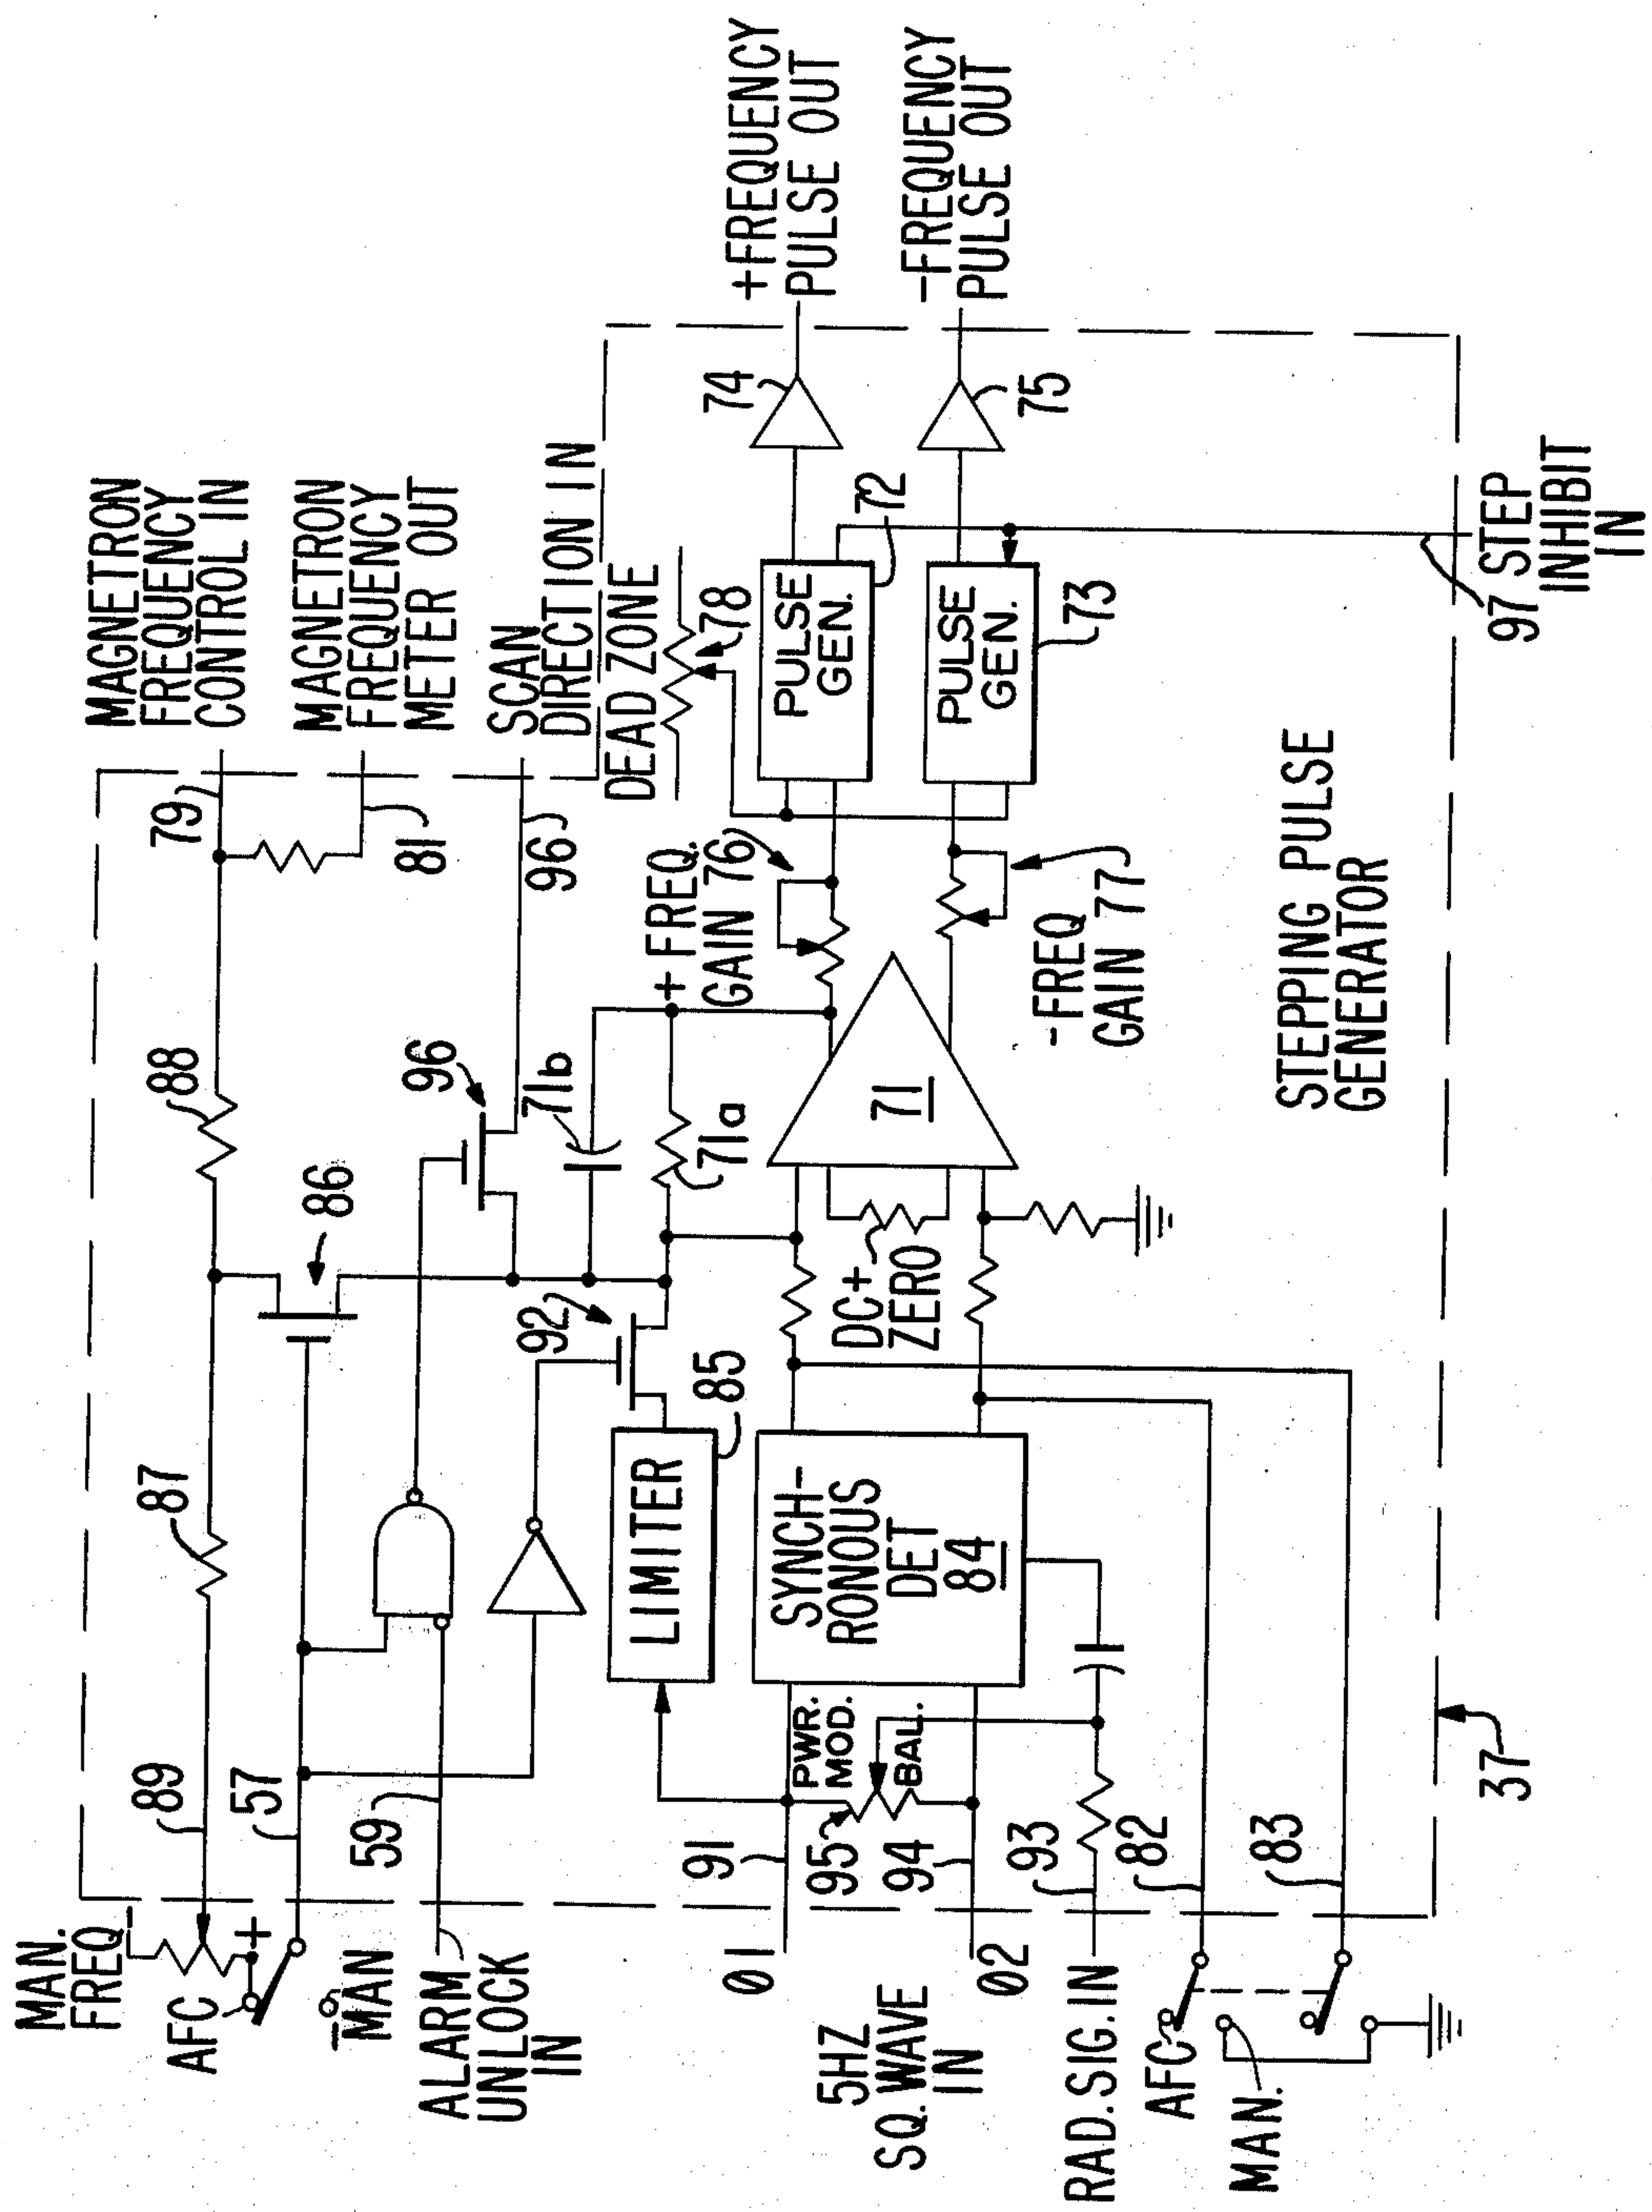 MAGNETRON
FREQUENCY
CONTROL IN
MAGNETRON
FREQUENCY
METER OUT
SCAN
DIRECTION IN
DEAD ZONE
78
+FREQUENCY
PULSE OUT
-FREQUENCY
PULSE OUT
74
75
72
73
PULSE
GEN.
PULSE
GEN.
97
STEP
INHIBIT
IN
79
81
96
+ FREQ.
GAIN 76
-FREQ
GAIN 77
STEPPING PULSE
GENERATOR
88
86
96
71b
71a
71
DC+
ZERO
92
85
87
LIMITER
SYNCH-
RONOUS
DET
84
PWR.
MOD.
BAL.
89
57
59
91
95
94
93
82
83
37
MAN.
FREQ
-
+
AFC
MAN
-
ALARM
UNLOCK
IN
01
02
5HZ
SQ. WAVE
IN
RAD.SIG.IN
AFC
MAN.